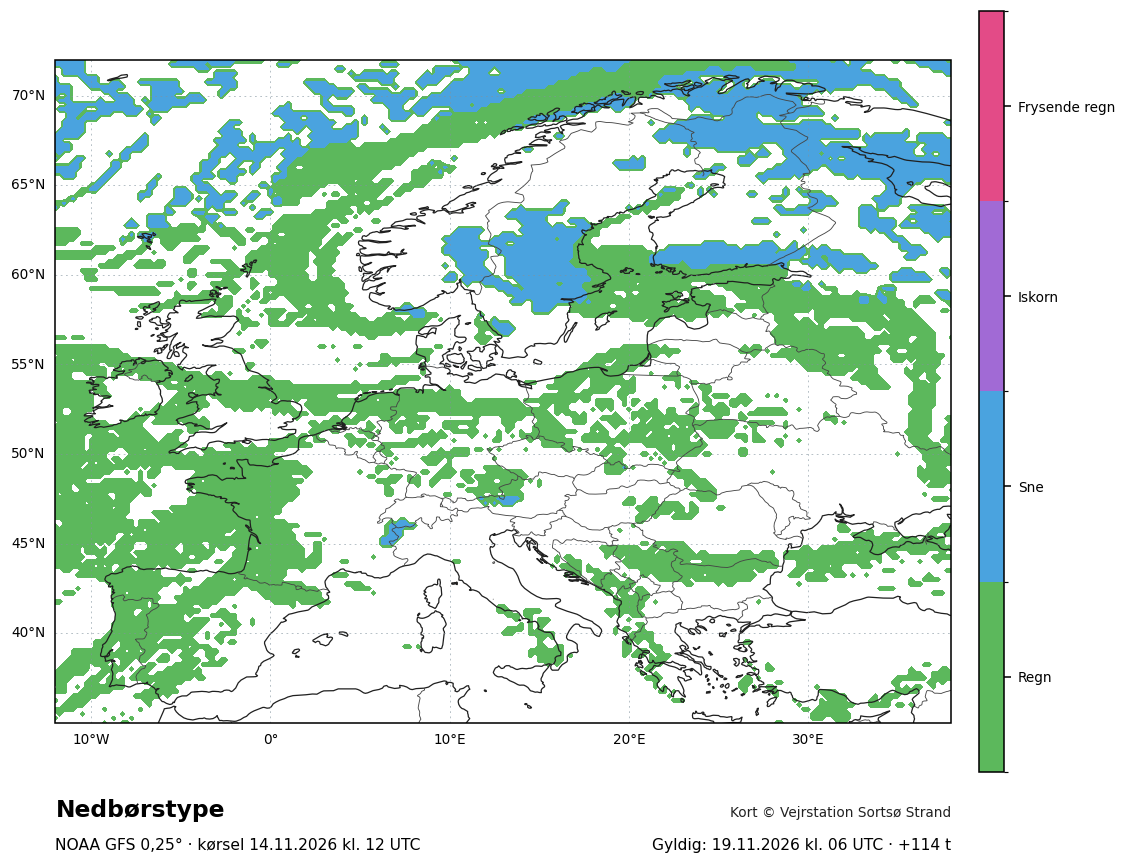 70°N
65°N
60°N
55°N
50°N
45°N
40°N
10°W
0°
10°E
20°E
30°E
Frysende regn
Iskorn
Sne
Regn
Nedbørstype
Kort © Vejrstation Sortsø Strand
NOAA GFS 0,25° · kørsel 14.11.2026 kl. 12 UTC
Gyldig: 19.11.2026 kl. 06 UTC · +114 t